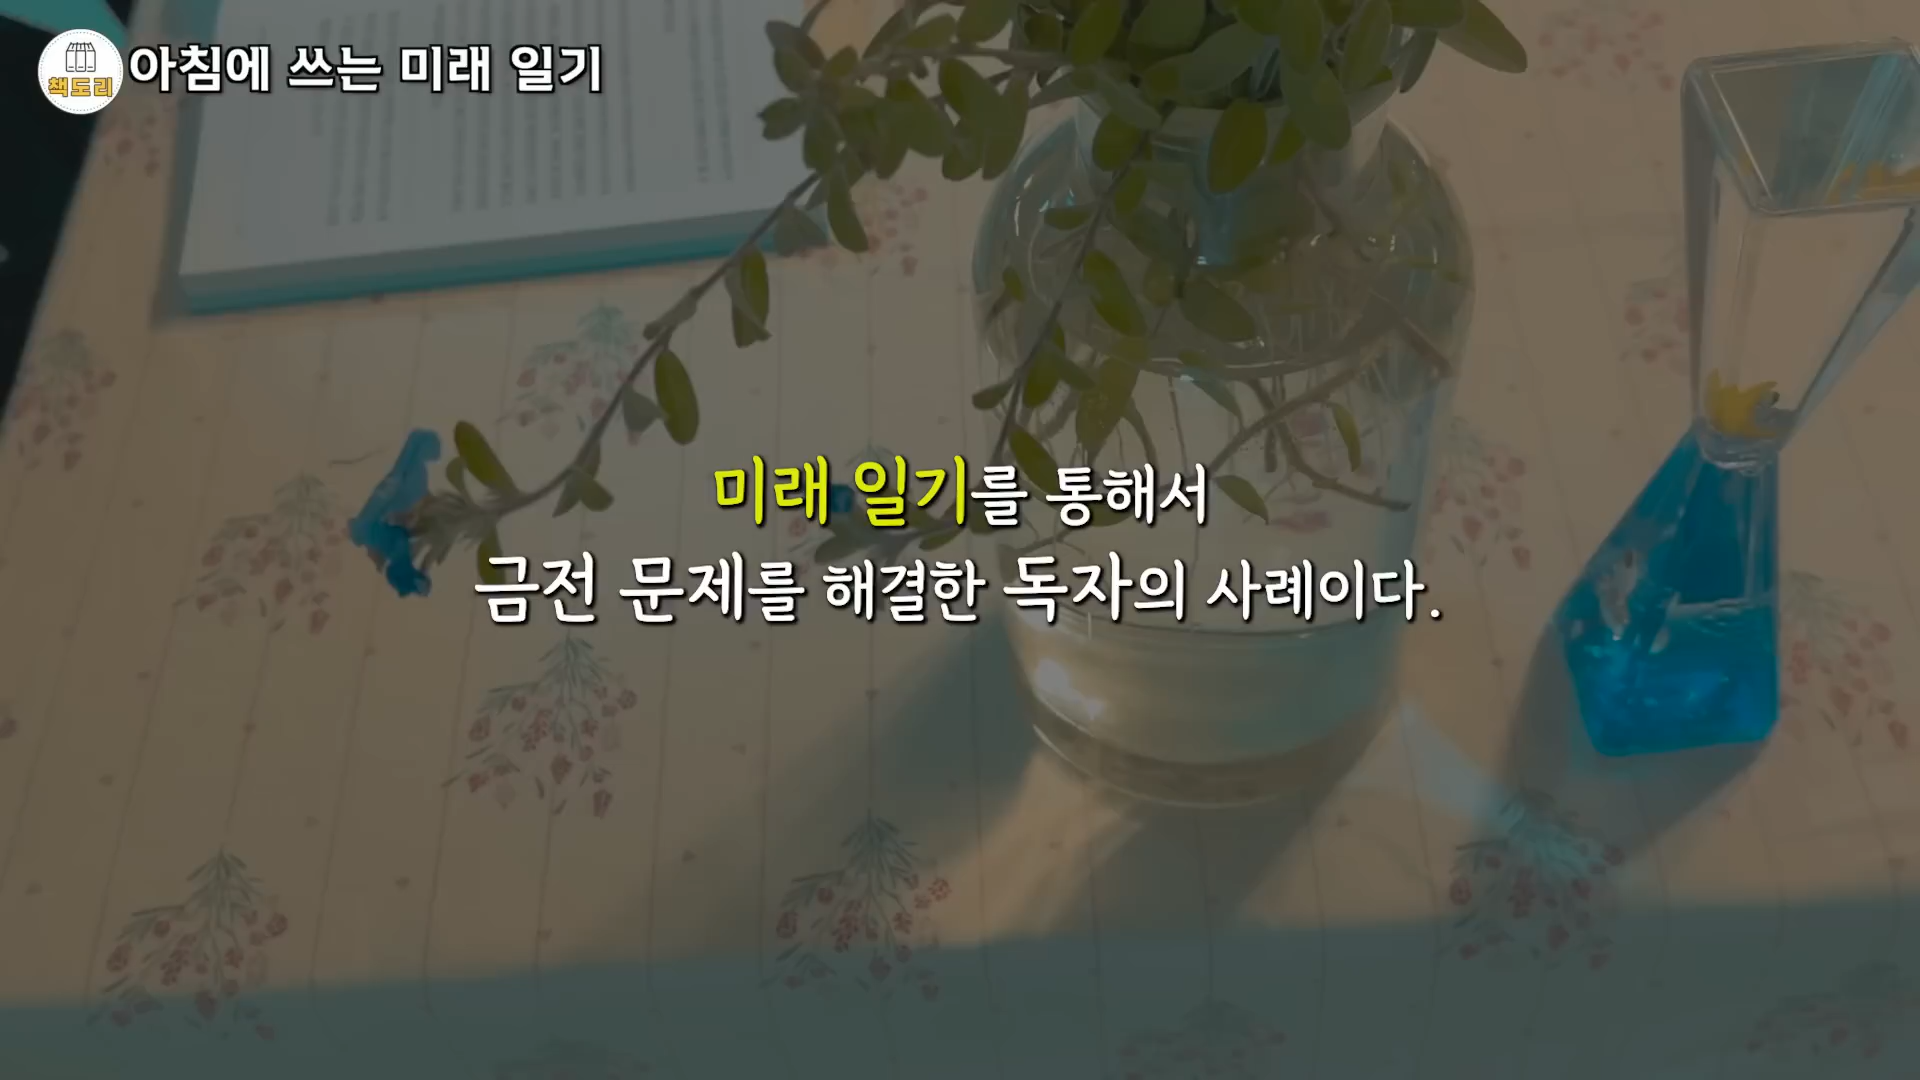 책도리
아침에 쓰는 미래 일기
미래 일기를 통해서
금전 문제를 해결한 독자의 사례이다.